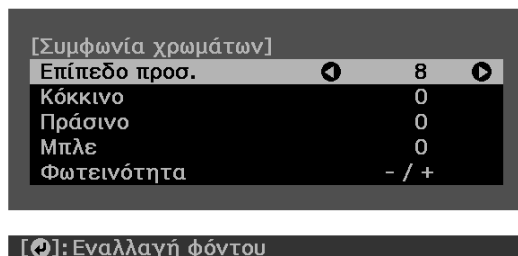 [Συμφωνία χρωμάτων]
Επίπεδο προσ. 8
Κόκκινο 0
Πράσινο 0
Μπλε 0
Φωτεινότητα - / +
[↵]: Εναλλαγή φόντου